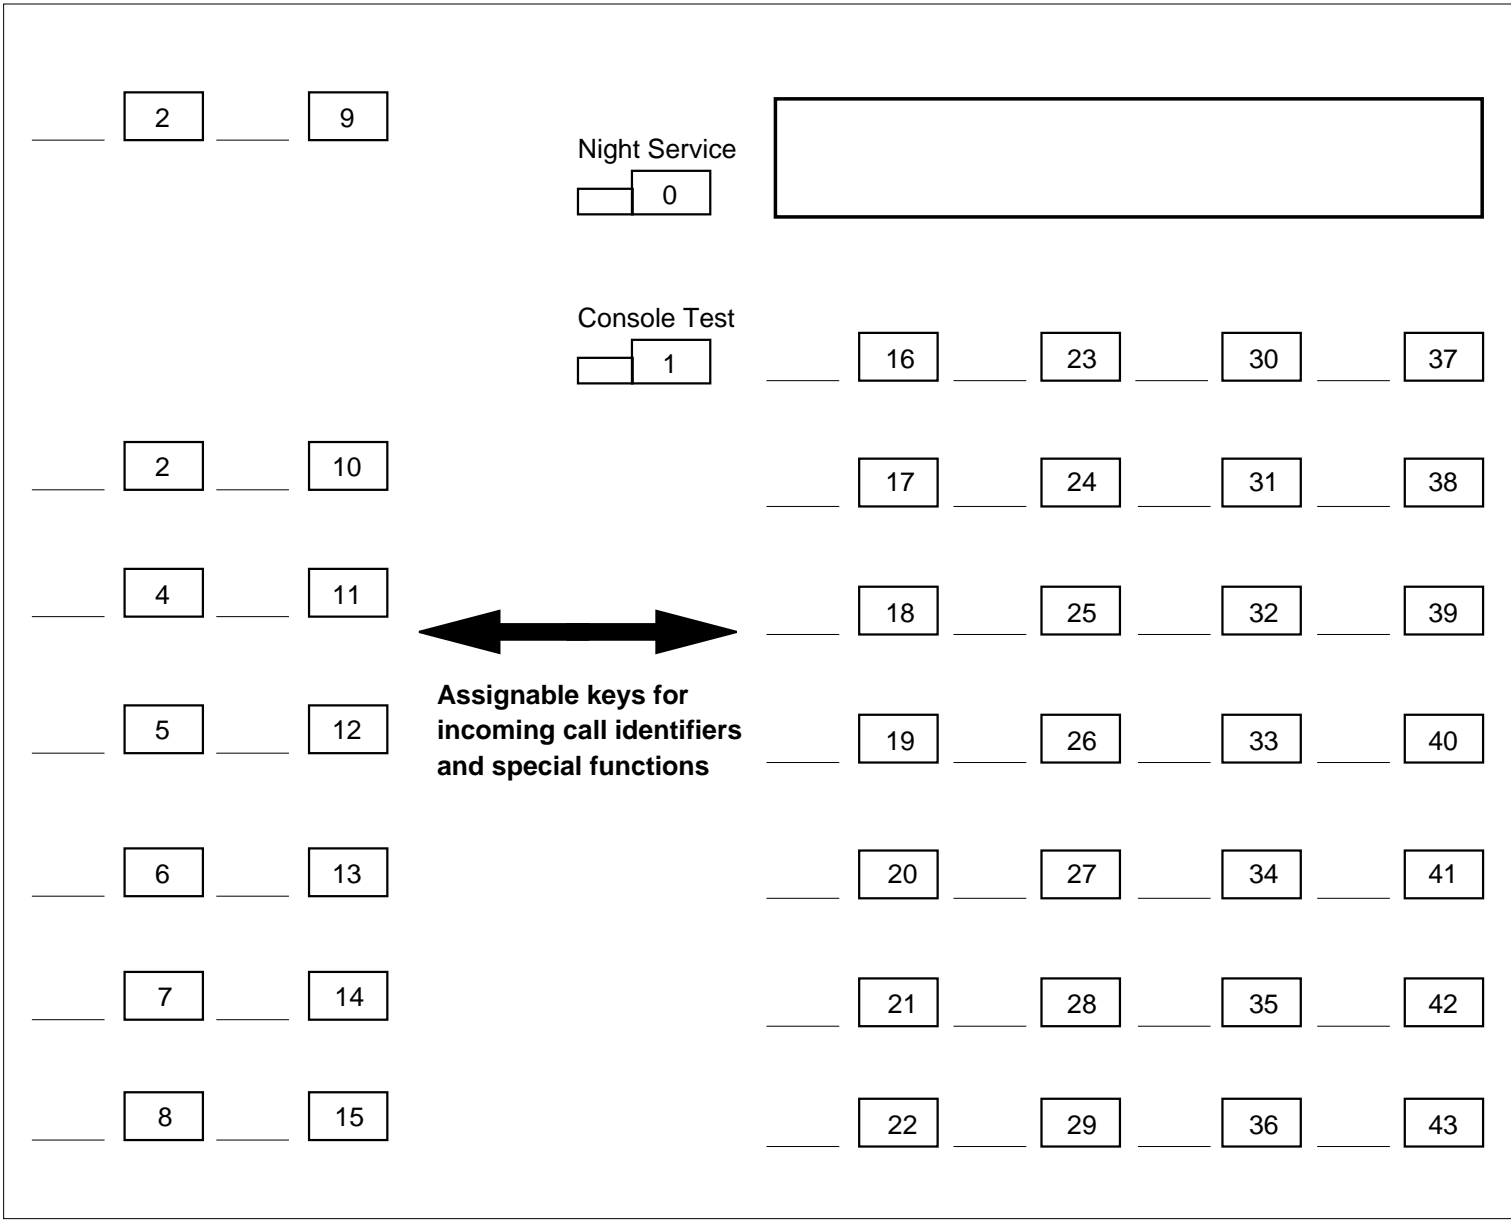 2 9
Night Service
0
Console Test
1
16 23 30 37
2 10
17 24 31 38
4 11
18 25 32 39
Assignable keys for
incoming call identifiers
and special functions
5 12
19 26 33 40
6 13
20 27 34 41
7 14
21 28 35 42
8 15
22 29 36 43